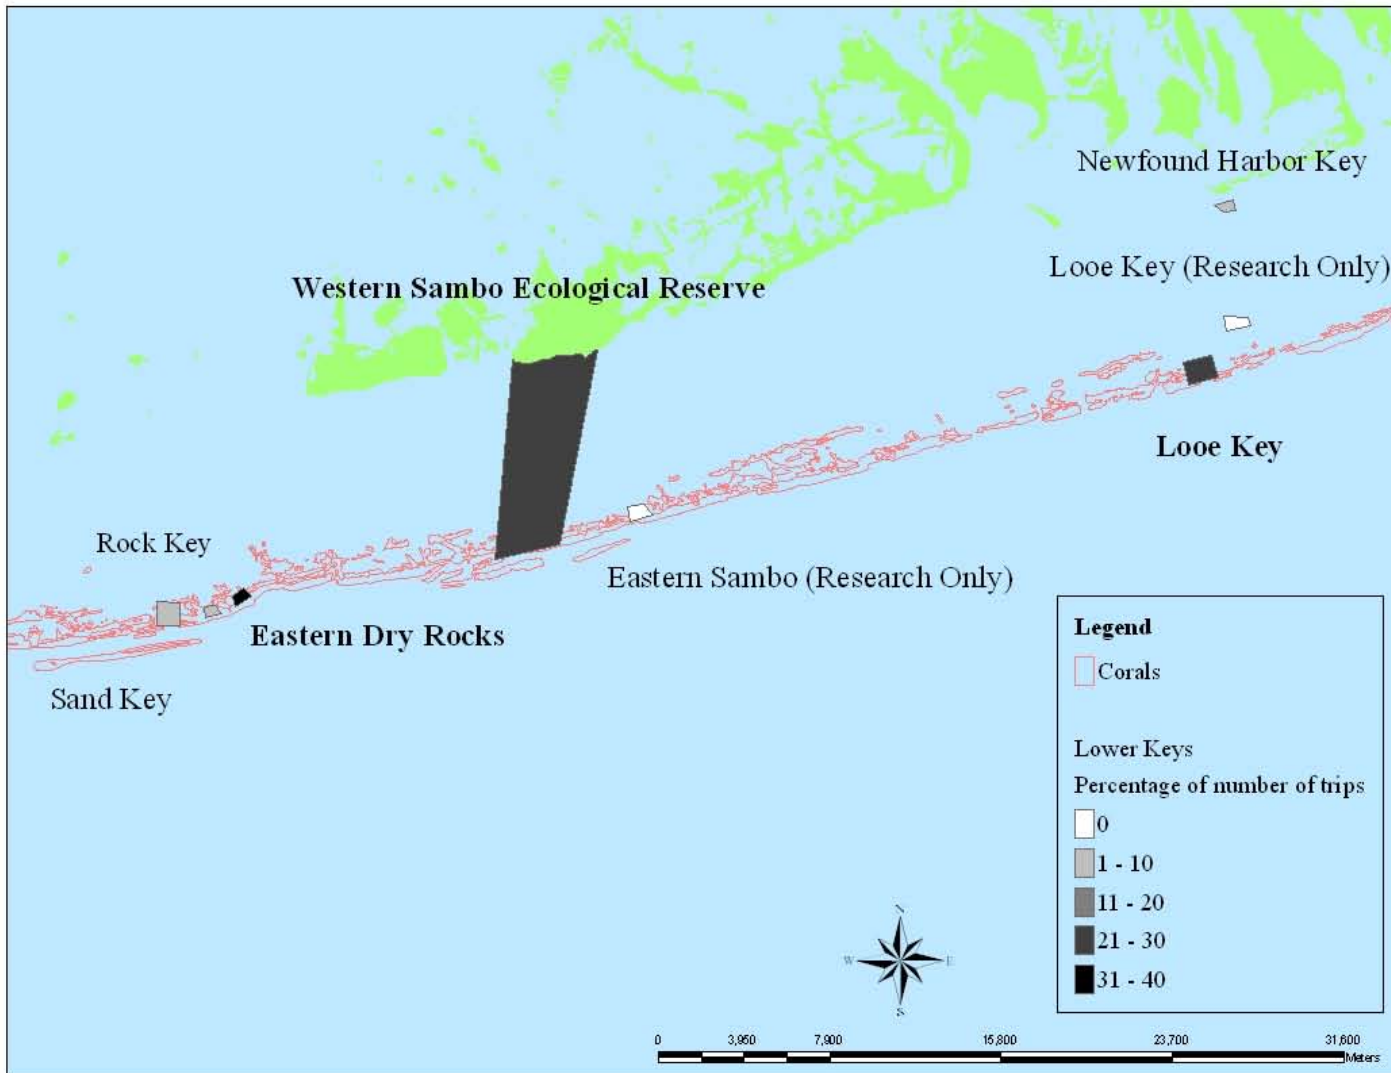 Newfound Harbor Key
Looe Key (Research Only)
Western Sambo Ecological Reserve
Looe Key
Rock Key
Eastern Sambo (Research Only)
Eastern Dry Rocks
Sand Key
Legend
Corals
Lower Keys
Percentage of number of trips
0
1 - 10
11 - 20
21 - 30
31 - 40
N
W E
S
0 3,950 7,900 15,800 23,700 31,600
Meters